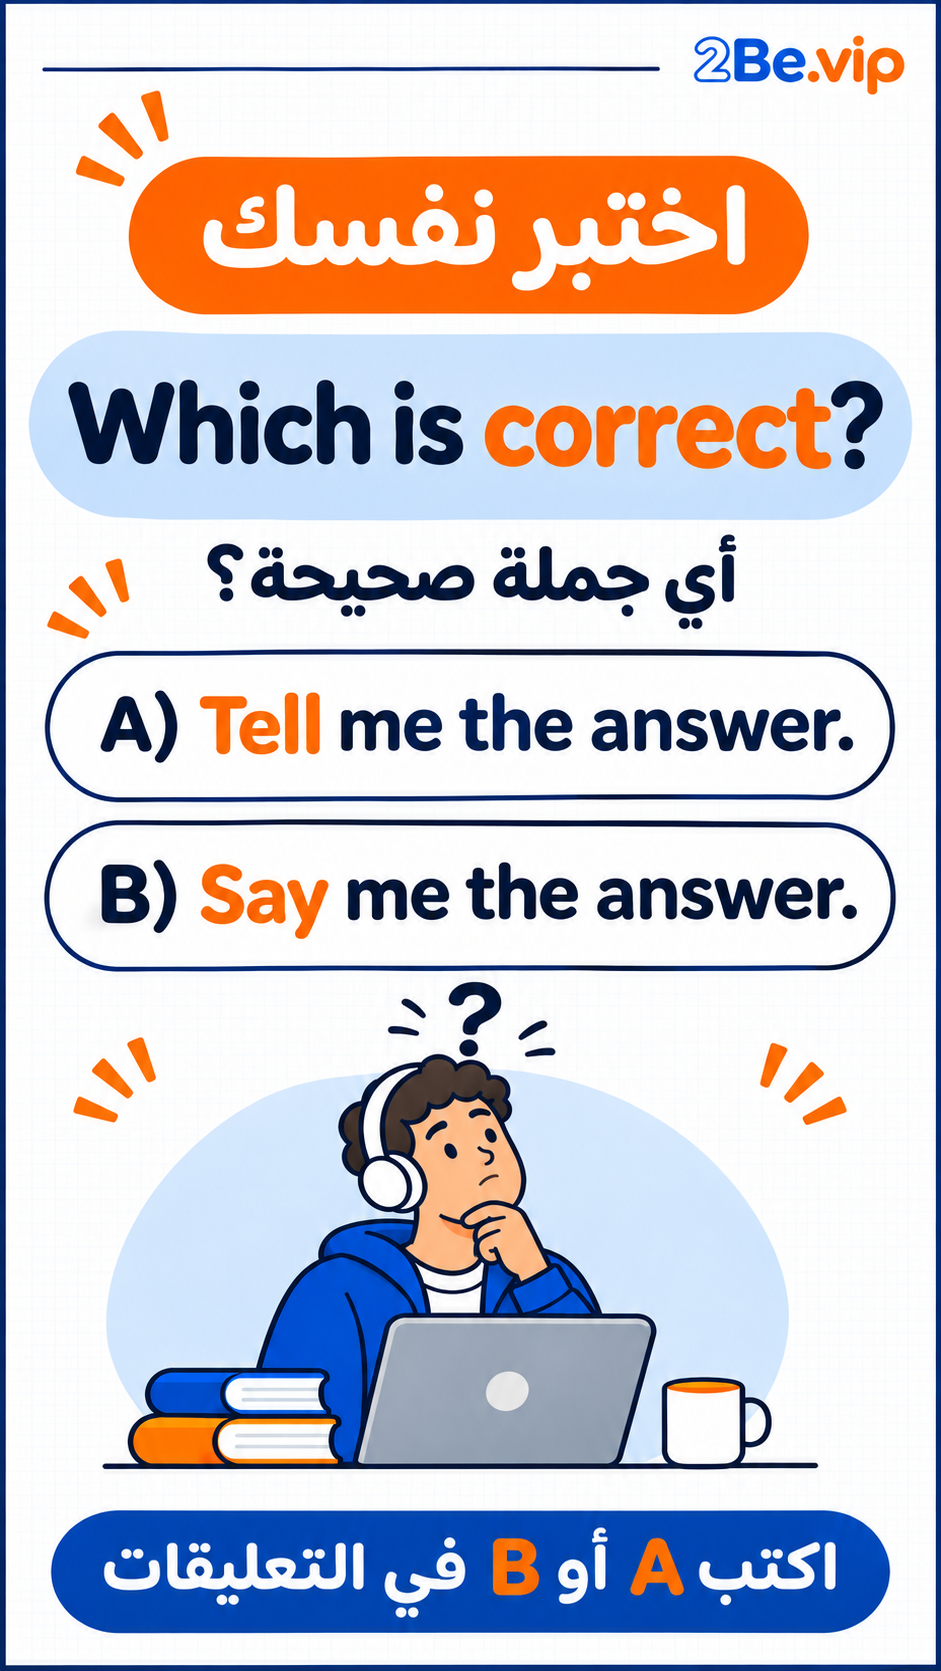 2Be.vip
اختبر نفسك
Which is correct?
أي جملة صحيحة؟
A) Tell me the answer.
B) Say me the answer.
?
اكتب A أو B في التعليقات